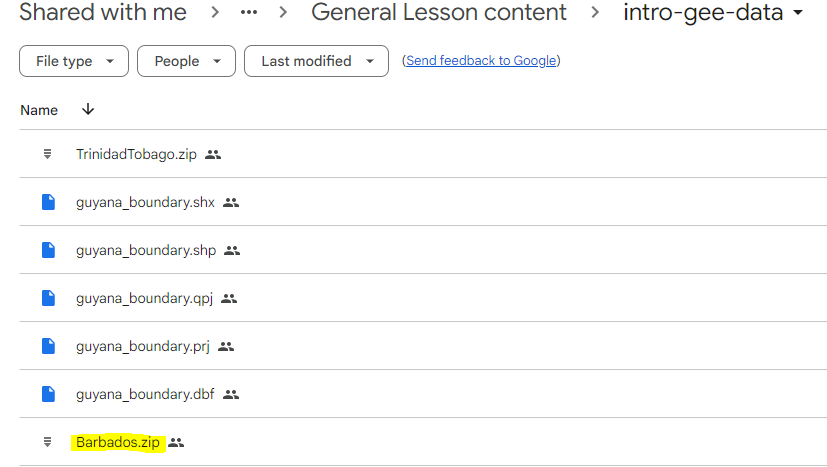 Shared with me > ... > General Lesson content > intro-gee-data
File type People Last modified (Send feedback to Google)
Name
TrinidadTobago.zip
guyana_boundary.shx
guyana_boundary.shp
guyana_boundary.qpj
guyana_boundary.prj
guyana_boundary.dbf
Barbados.zip